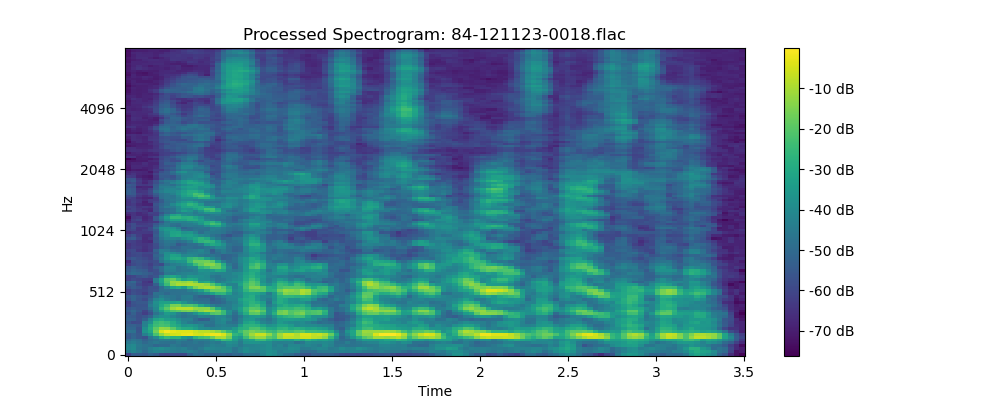 Processed Spectrogram: 84-121123-0018.flac
Hz
4096
2048
1024
512
0
0 0.5 1 1.5 2 2.5 3 3.5
Time
-10 dB
-20 dB
-30 dB
-40 dB
-50 dB
-60 dB
-70 dB